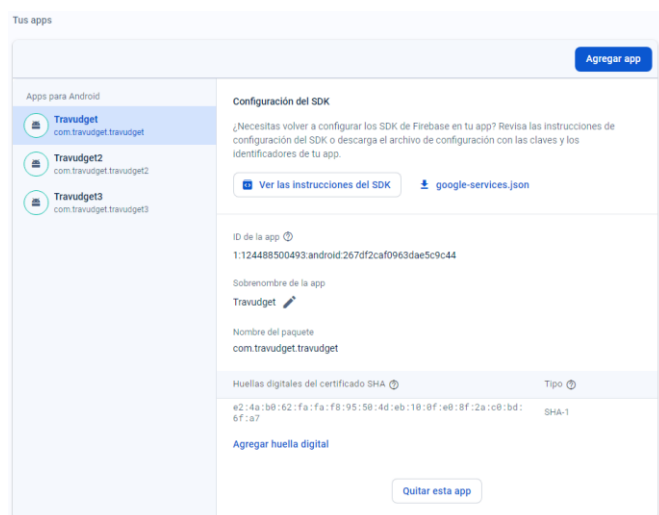 Tus apps
Agregar app
Apps para Android
Travudget
com.travudget.travudget
Travudget2
com.travudget.travudget2
Travudget3
com.travudget.travudget3
Configuración del SDK
¿Necesitas volver a configurar los SDK de Firebase en tu app? Revisa las instrucciones de
configuración del SDK o descarga el archivo de configuración con las claves y los
identificadores de tu app.
Ver las instrucciones del SDK
google-services.json
ID de la app
1:124488500493:android:267df2caf0963dae5c9c44
Sobrenombre de la app
Travudget
Nombre del paquete
com.travudget.travudget
Huellas digitales del certificado SHA
Tipo
e2:4a:b0:62:fa:fa:f8:95:50:4d:eb:10:0f:e0:8f:2a:c0:bd:
6f:a7
SHA-1
Agregar huella digital
Quitar esta app